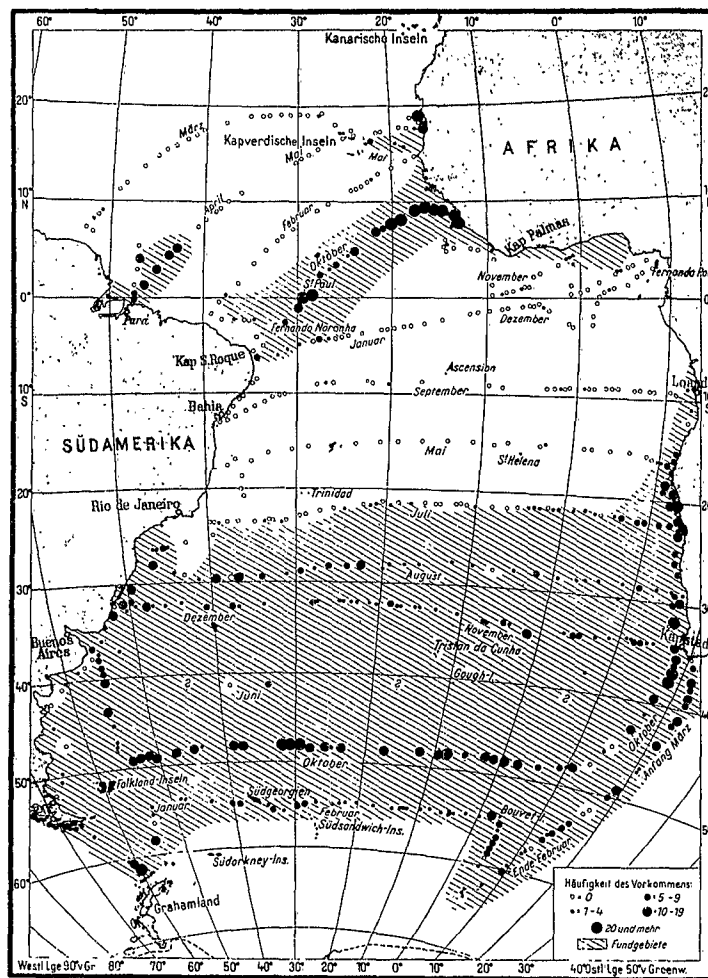 60° 50° 40° 30° 20° 10° 0° 10°
Kanarische Inseln
20°
März
Kapverdische Inseln
Mai
Mai
AFRIKA
10°
N
April
Februar
Oktober
Kap Palmas
St Paul
November
Fernando Po
0°
0°
Dezember
Pará
Fernando Noronha
Januar
Kap S. Roque
Ascension
September
10°
S
Bahia
SÜDAMERIKA
Mai
St Helena
20°
Trinidad
Rio de Janeiro
Juli
30°
August
Dezember
November
Tristan da Cunha
Buenos
Aires
Gough-I.
40°
Juni
2 2 2
Oktober
Oktober
Anfang März
50°
Falkland-Inseln
Januar
Südgeorgien
Februar
Südsandwich-Ins.
Bouvet-I.
Ende Februar
Südorkney-Ins.
60°
Grahamland
Häufigkeit des Vorkommens:
0 5-9
1-4 10-19
20 und mehr
Fundgebiete
Westl Lge 90° v Gr 80° 70° 60° 50° 40° 30° 20° 10° 0° 10° 20° 30° 40° Östl Lge 50° v Greenw.